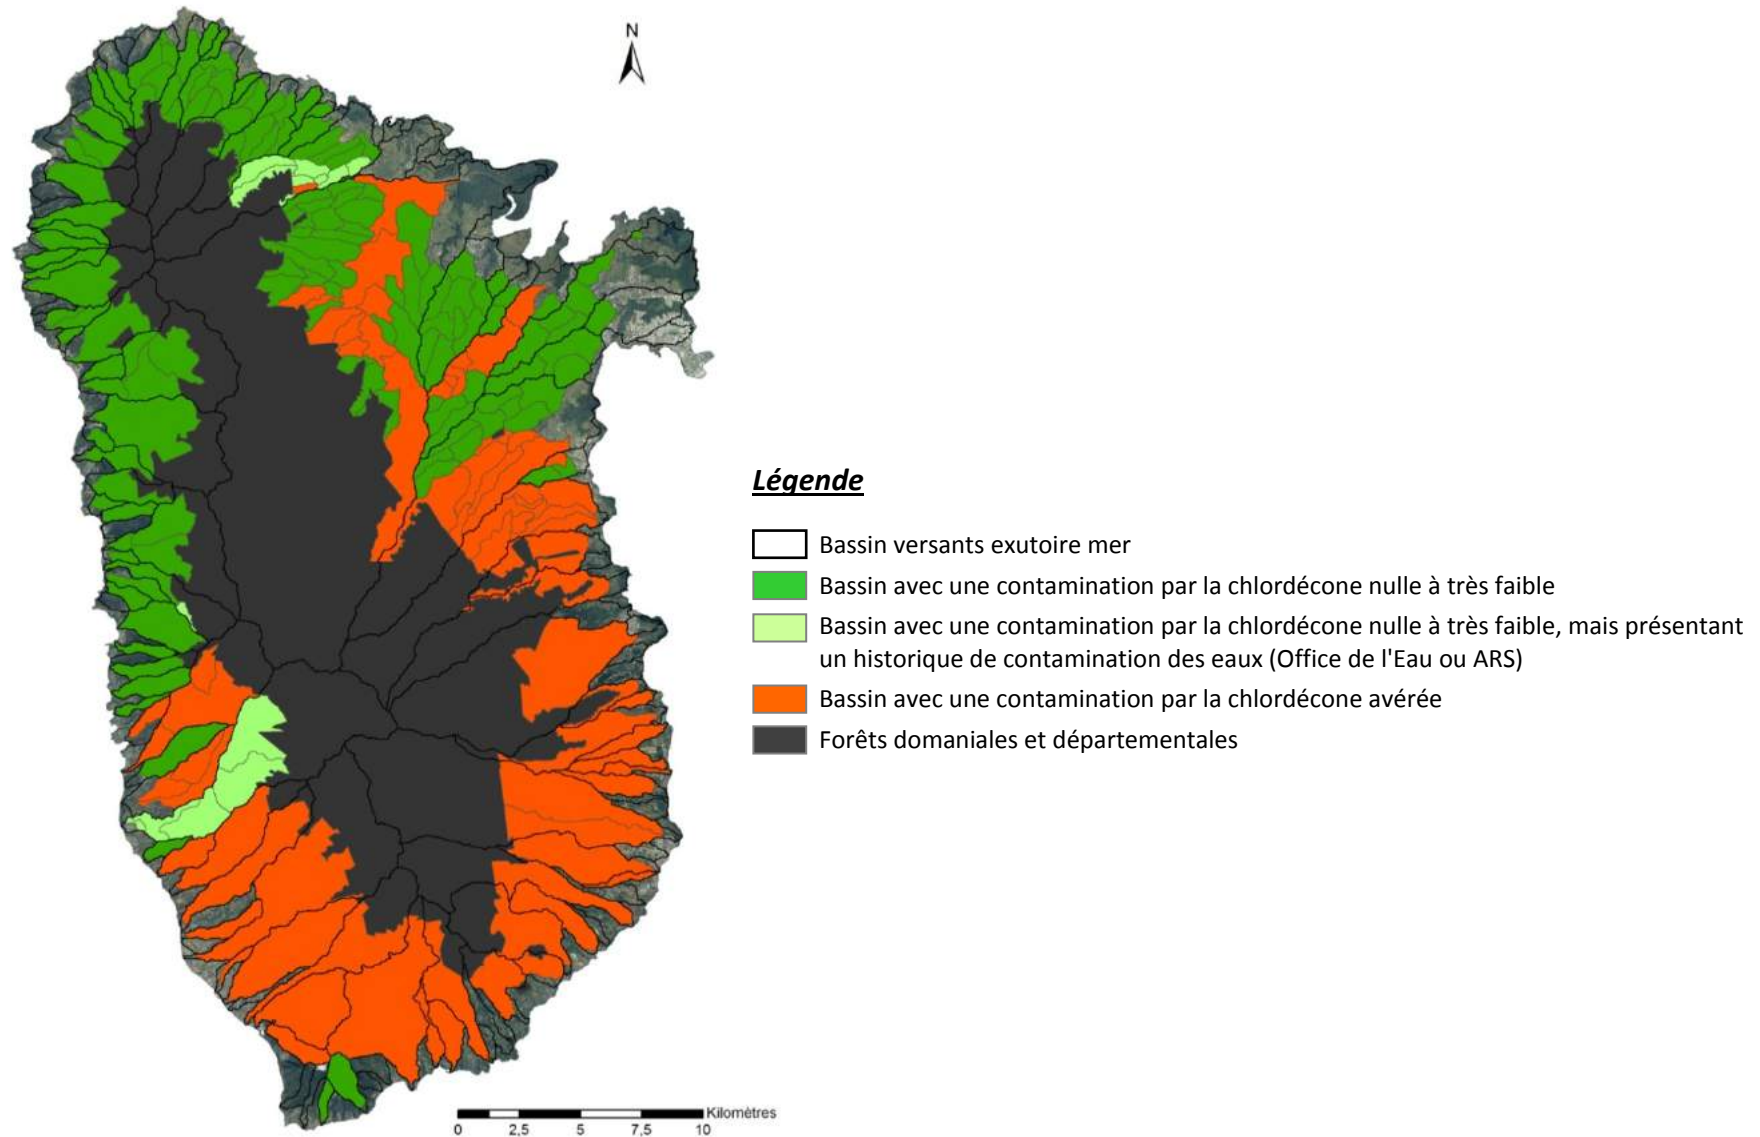 N
Légende
Bassin versants exutoire mer
Bassin avec une contamination par la chlordécone nulle à très faible
Bassin avec une contamination par la chlordécone nulle à très faible, mais présentant
un historique de contamination des eaux (Office de l'Eau ou ARS)
Bassin avec une contamination par la chlordécone avérée
Forêts domaniales et départementales
Kilomètres
0 2,5 5 7,5 10